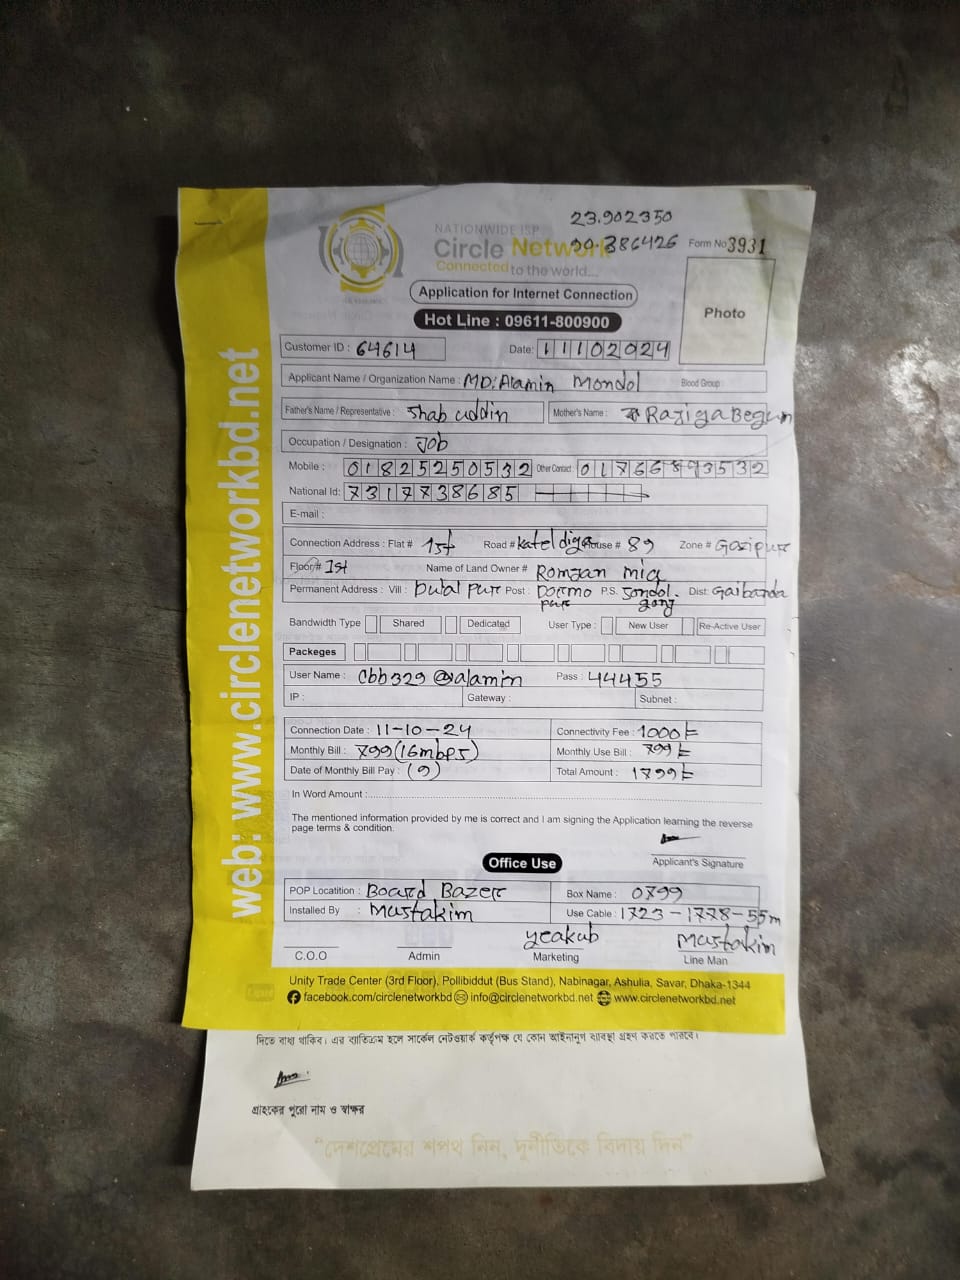 23.902350
90.386426
NATIONWIDE ISP
Circle Network
Form No 3931
Connected to the world...
Application for Internet Connection
Photo
Hot Line : 09611-800900
Customer ID : 64614 Date: 11102024
Applicant Name / Organization Name : MD: Alamin Mondol Blood Group
Father's Name / Representative : Shab uddin Mother's Name : Raziya Begum
Occupation / Designation : Job
Mobile : 01825250532 Other Contact : 01766893532
National Id: 7317738685
E-mail :
Connection Address : Flat # 1st Road # Kateldiga House # 89 Zone # Gazipur
Floor # 1st Name of Land Owner # Romzan mia
Permanent Address : Vill : Dulal pur Post : P.S. Dist: Gaibanda
Bandwidth Type Shared Dedicated User Type : New User Re-Active User
Packeges
User Name : cbb329@alamin Pass : 44455
IP : Gateway : Subnet :
Connection Date : 11-10-24 Connectivity Fee : 1000
Monthly Bill : 799 (16mbps) Monthly Use Bill : 799
Date of Monthly Bill Pay : (9) Total Amount : 1799
In Word Amount :
The mentioned information provided by me is correct and I am signing the Application learning the reverse
page terms & condition.
Applicant's Signature
Office Use
POP Locatition : Board Bazer Box Name : 0799
Installed By : Mustakim Use Cable : 1723-1778-55m
yeakub Mustakim
C.O.O Admin Marketing Line Man
Unity Trade Center (3rd Floor), Pollibiddut (Bus Stand), Nabinagar, Ashulia, Savar, Dhaka-1344
facebook.com/circlenetworkbd info@circlenetworkbd.net www.circlenetworkbd.net
web: www.circlenetworkbd.net
দিতে বাধ্য থাকিব। এর ব্যতিক্রম হলে সার্কেল নেটওয়ার্ক কর্তৃপক্ষ যে কোন আইনানুগ ব্যাবস্থা গ্রহণ করতে পারবে।
গ্রাহকের পুরো নাম ও স্বাক্ষর
“দেশপ্রেমের শপথ নিন, দুর্নীতিকে বিদায় দিন”